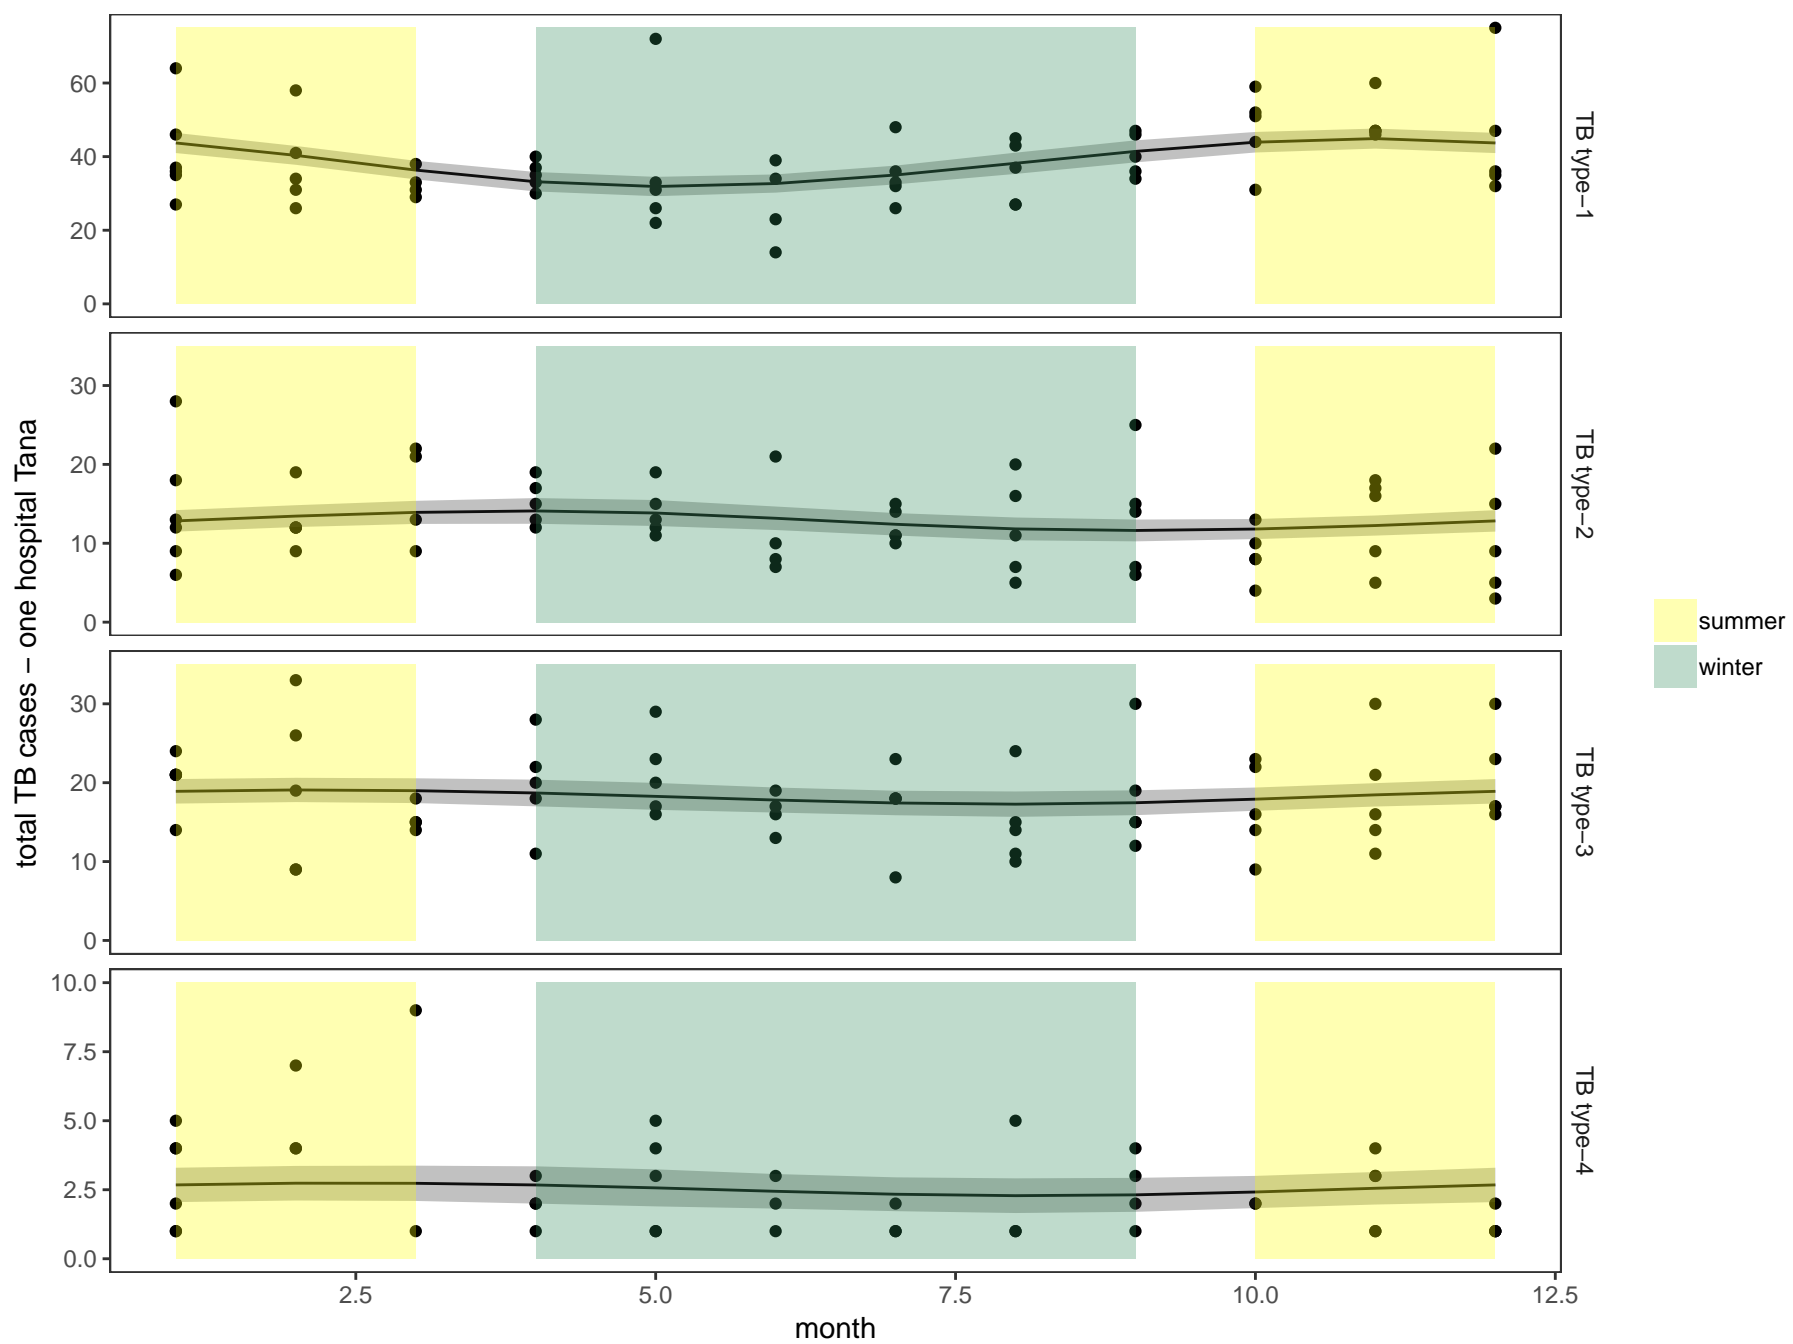 total TB cases – one hospital Tana
0
20
40
60
TB type–1
0
10
20
30
TB type–2
0
10
20
30
TB type–3
0.0
2.5
5.0
7.5
10.0
TB type–4
2.5
5.0
7.5
10.0
12.5
month
summer
winter